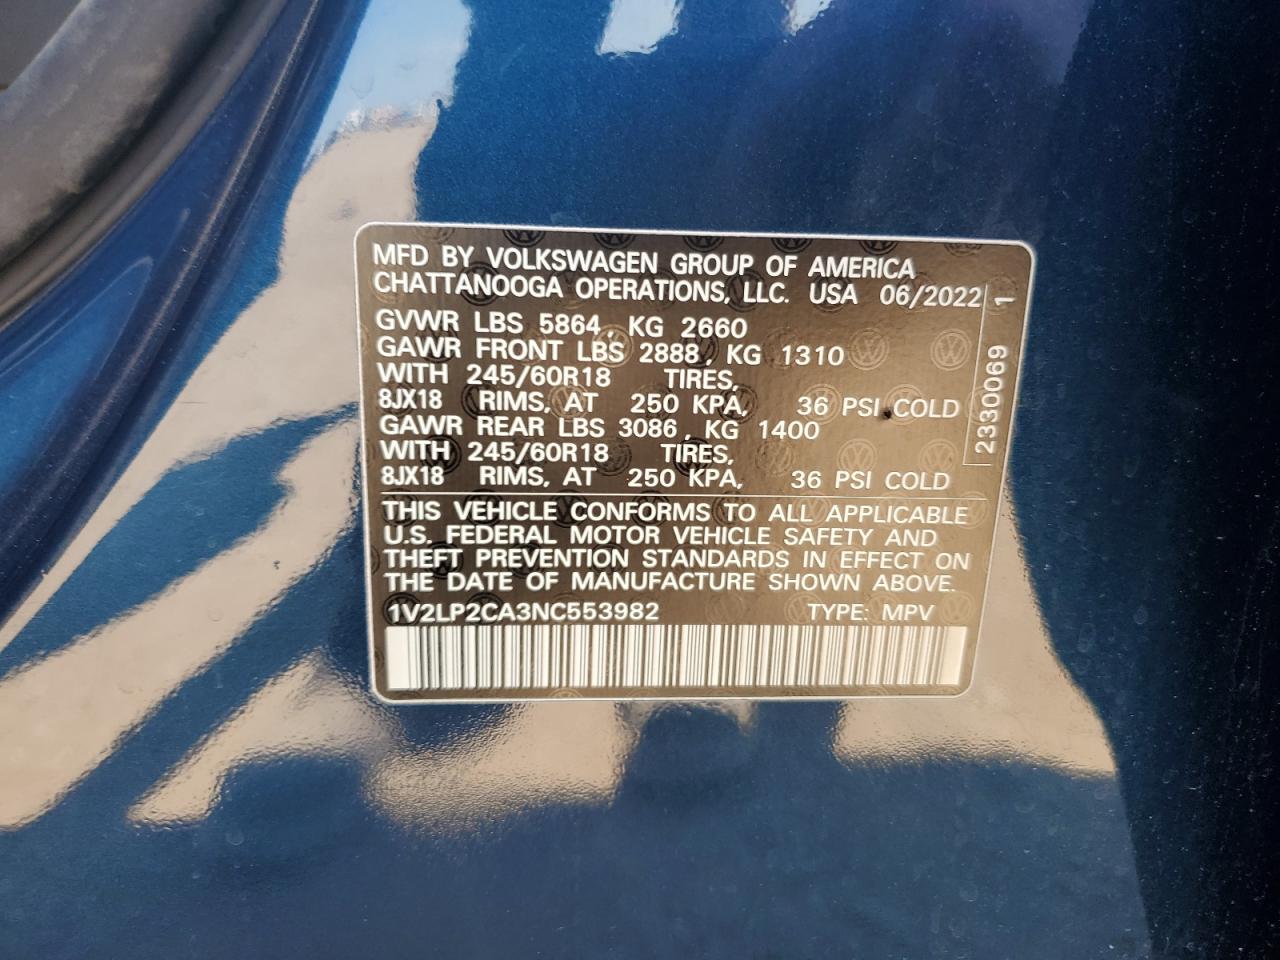 MFD BY VOLKSWAGEN GROUP OF AMERICA
CHATTANOOGA OPERATIONS, LLC. USA 06/2022
GVWR LBS 5864, KG 2660
GAWR FRONT LBS 2888, KG 1310
WITH 245/60R18 TIRES,
8JX18 RIMS, AT 250 KPA, 36 PSI COLD
GAWR REAR LBS 3086, KG 1400
WITH 245/60R18 TIRES,
8JX18 RIMS, AT 250 KPA, 36 PSI COLD
THIS VEHICLE CONFORMS TO ALL APPLICABLE
U.S. FEDERAL MOTOR VEHICLE SAFETY AND
THEFT PREVENTION STANDARDS IN EFFECT ON
THE DATE OF MANUFACTURE SHOWN ABOVE.
1V2LP2CA3NC553982 TYPE: MPV
2330069 1